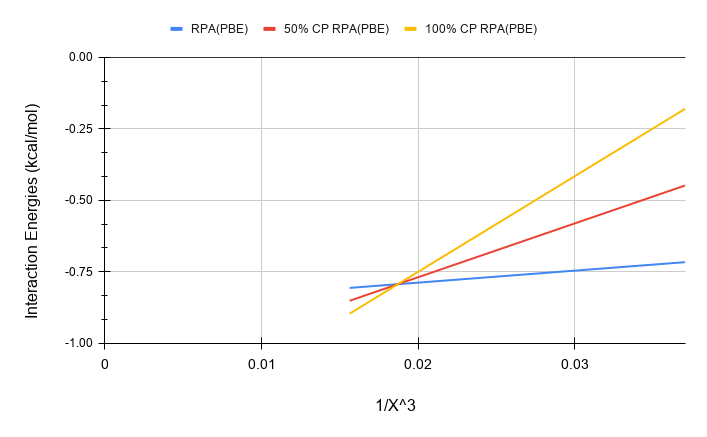 RPA(PBE) 50% CP RPA(PBE) 100% CP RPA(PBE)
Interaction Energies (kcal/mol)
0.00
-0.25
-0.50
-0.75
-1.00
0 0.01 0.02 0.03
1/X^3